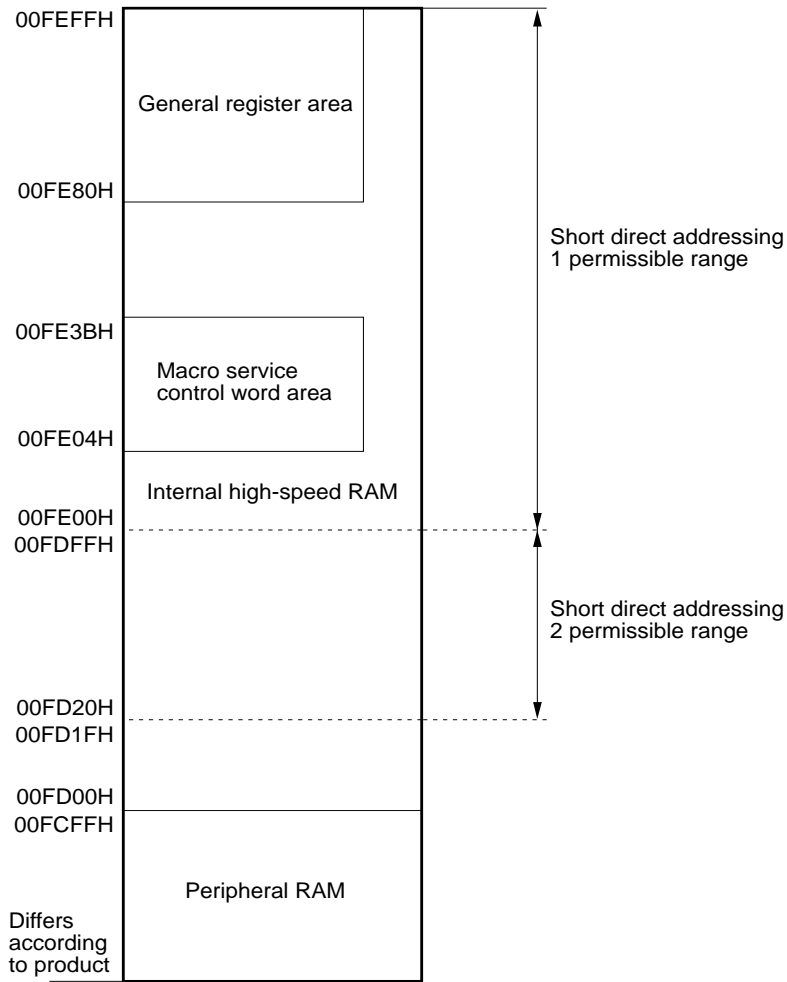 00FEFFH
General register area
00FE80H
Short direct addressing
1 permissible range
00FE3BH
Macro service
control word area
00FE04H
Internal high-speed RAM
00FE00H
00FDFFH
Short direct addressing
2 permissible range
00FD20H
00FD1FH
00FD00H
00FCFFH
Peripheral RAM
Differs
according
to product